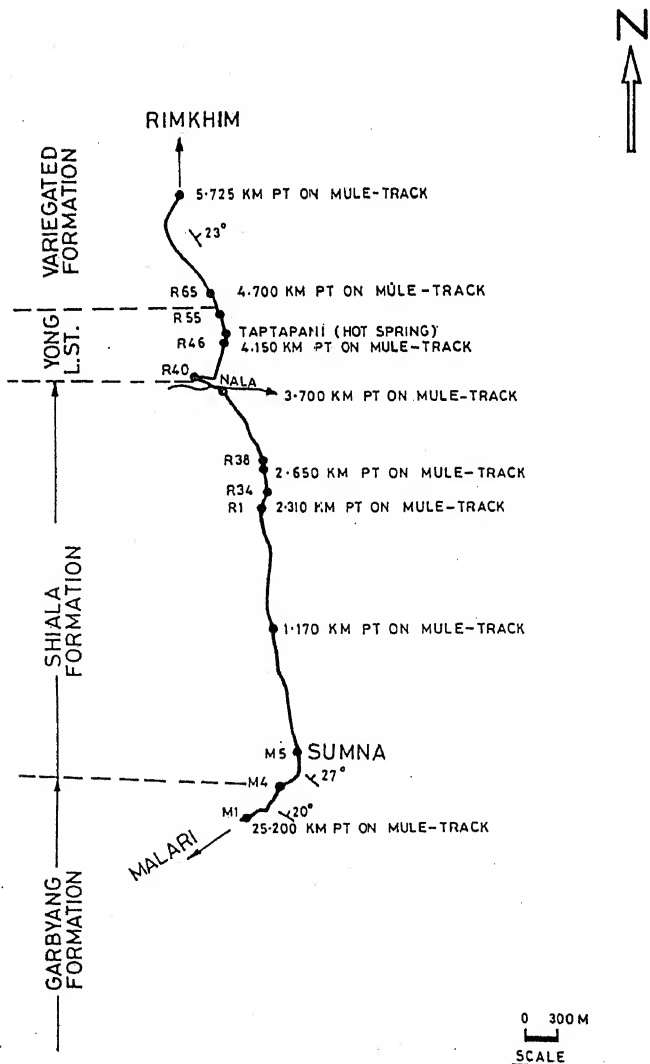 N
RIMKHIM
5·725 KM PT ON MULE-TRACK
23°
VARIEGATED
FORMATION
R65
4·700 KM PT ON MULE-TRACK
R55
TAPTAPANI (HOT SPRING)
R46
4·150 KM PT ON MULE-TRACK
YONG
L.ST.
R40
NALA
3·700 KM PT ON MULE-TRACK
R38
2·650 KM PT ON MULE-TRACK
R34
R1
2·310 KM PT ON MULE-TRACK
SHIALA
FORMATION
1·170 KM PT ON MULE-TRACK
M5
SUMNA
27°
M4
M1
20°
25·200 KM PT ON MULE-TRACK
MALARI
GARBYANG
FORMATION
0 300 M
SCALE